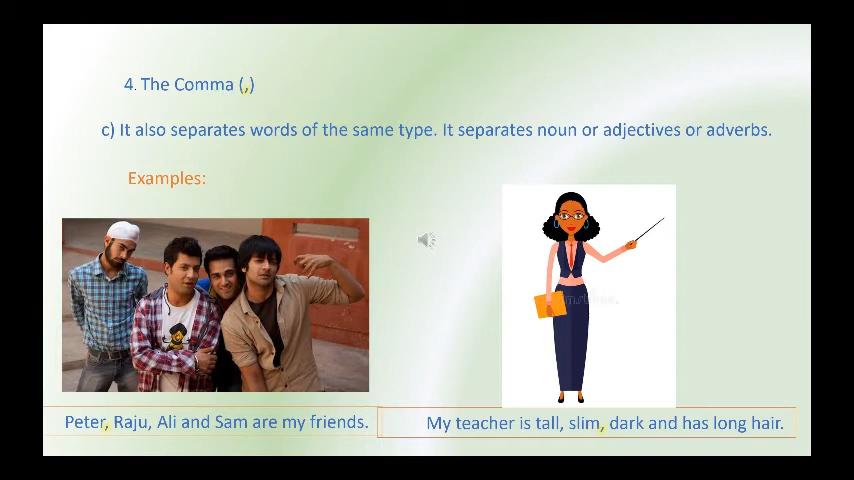 4. The Comma (,)
c) It also separates words of the same type. It separates noun or adjectives or adverbs.
Examples:
Peter, Raju, Ali and Sam are my friends.
My teacher is tall, slim, dark and has long hair.